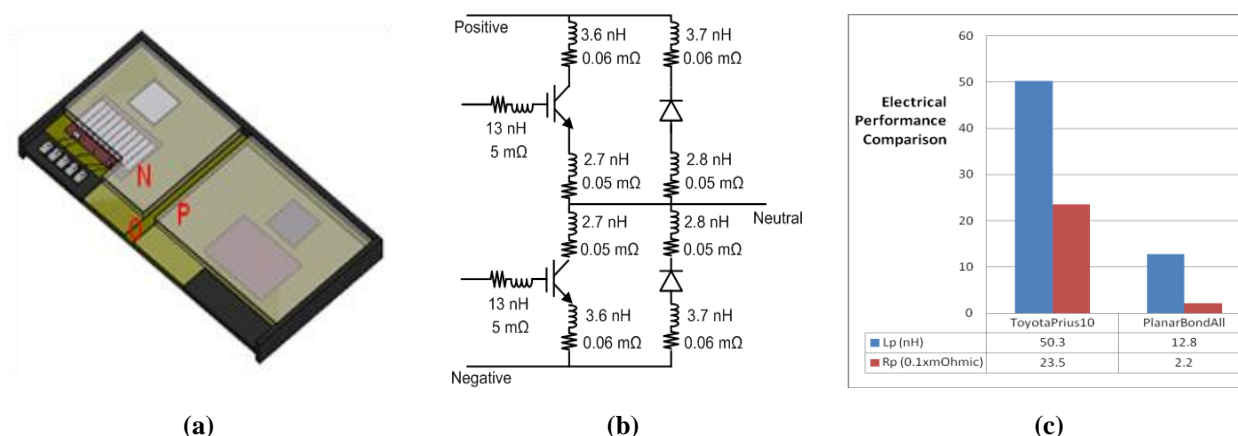 N
P
0
(a)
Positive
3.6 nH
0.06 mΩ
3.7 nH
0.06 mΩ
13 nH
5 mΩ
2.7 nH
0.05 mΩ
2.8 nH
0.05 mΩ
Neutral
2.7 nH
0.05 mΩ
2.8 nH
0.05 mΩ
13 nH
5 mΩ
3.6 nH
0.06 mΩ
3.7 nH
0.06 mΩ
Negative
(b)
Electrical
Performance
Comparison
60
50
40
30
20
10
0
ToyotaPrius10 PlanarBondAll
Lp (nH) 50.3 12.8
Rp (0.1xmOhmic) 23.5 2.2
(c)